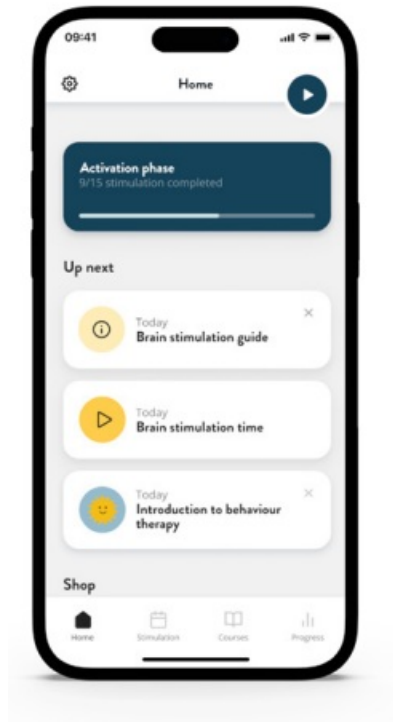 09:41
Home
Activation phase
9/15 stimulation completed
Up next
Today
Brain stimulation guide
Today
Brain stimulation time
Today
Introduction to behaviour
therapy
Shop
Home
Stimulation
Courses
Progress